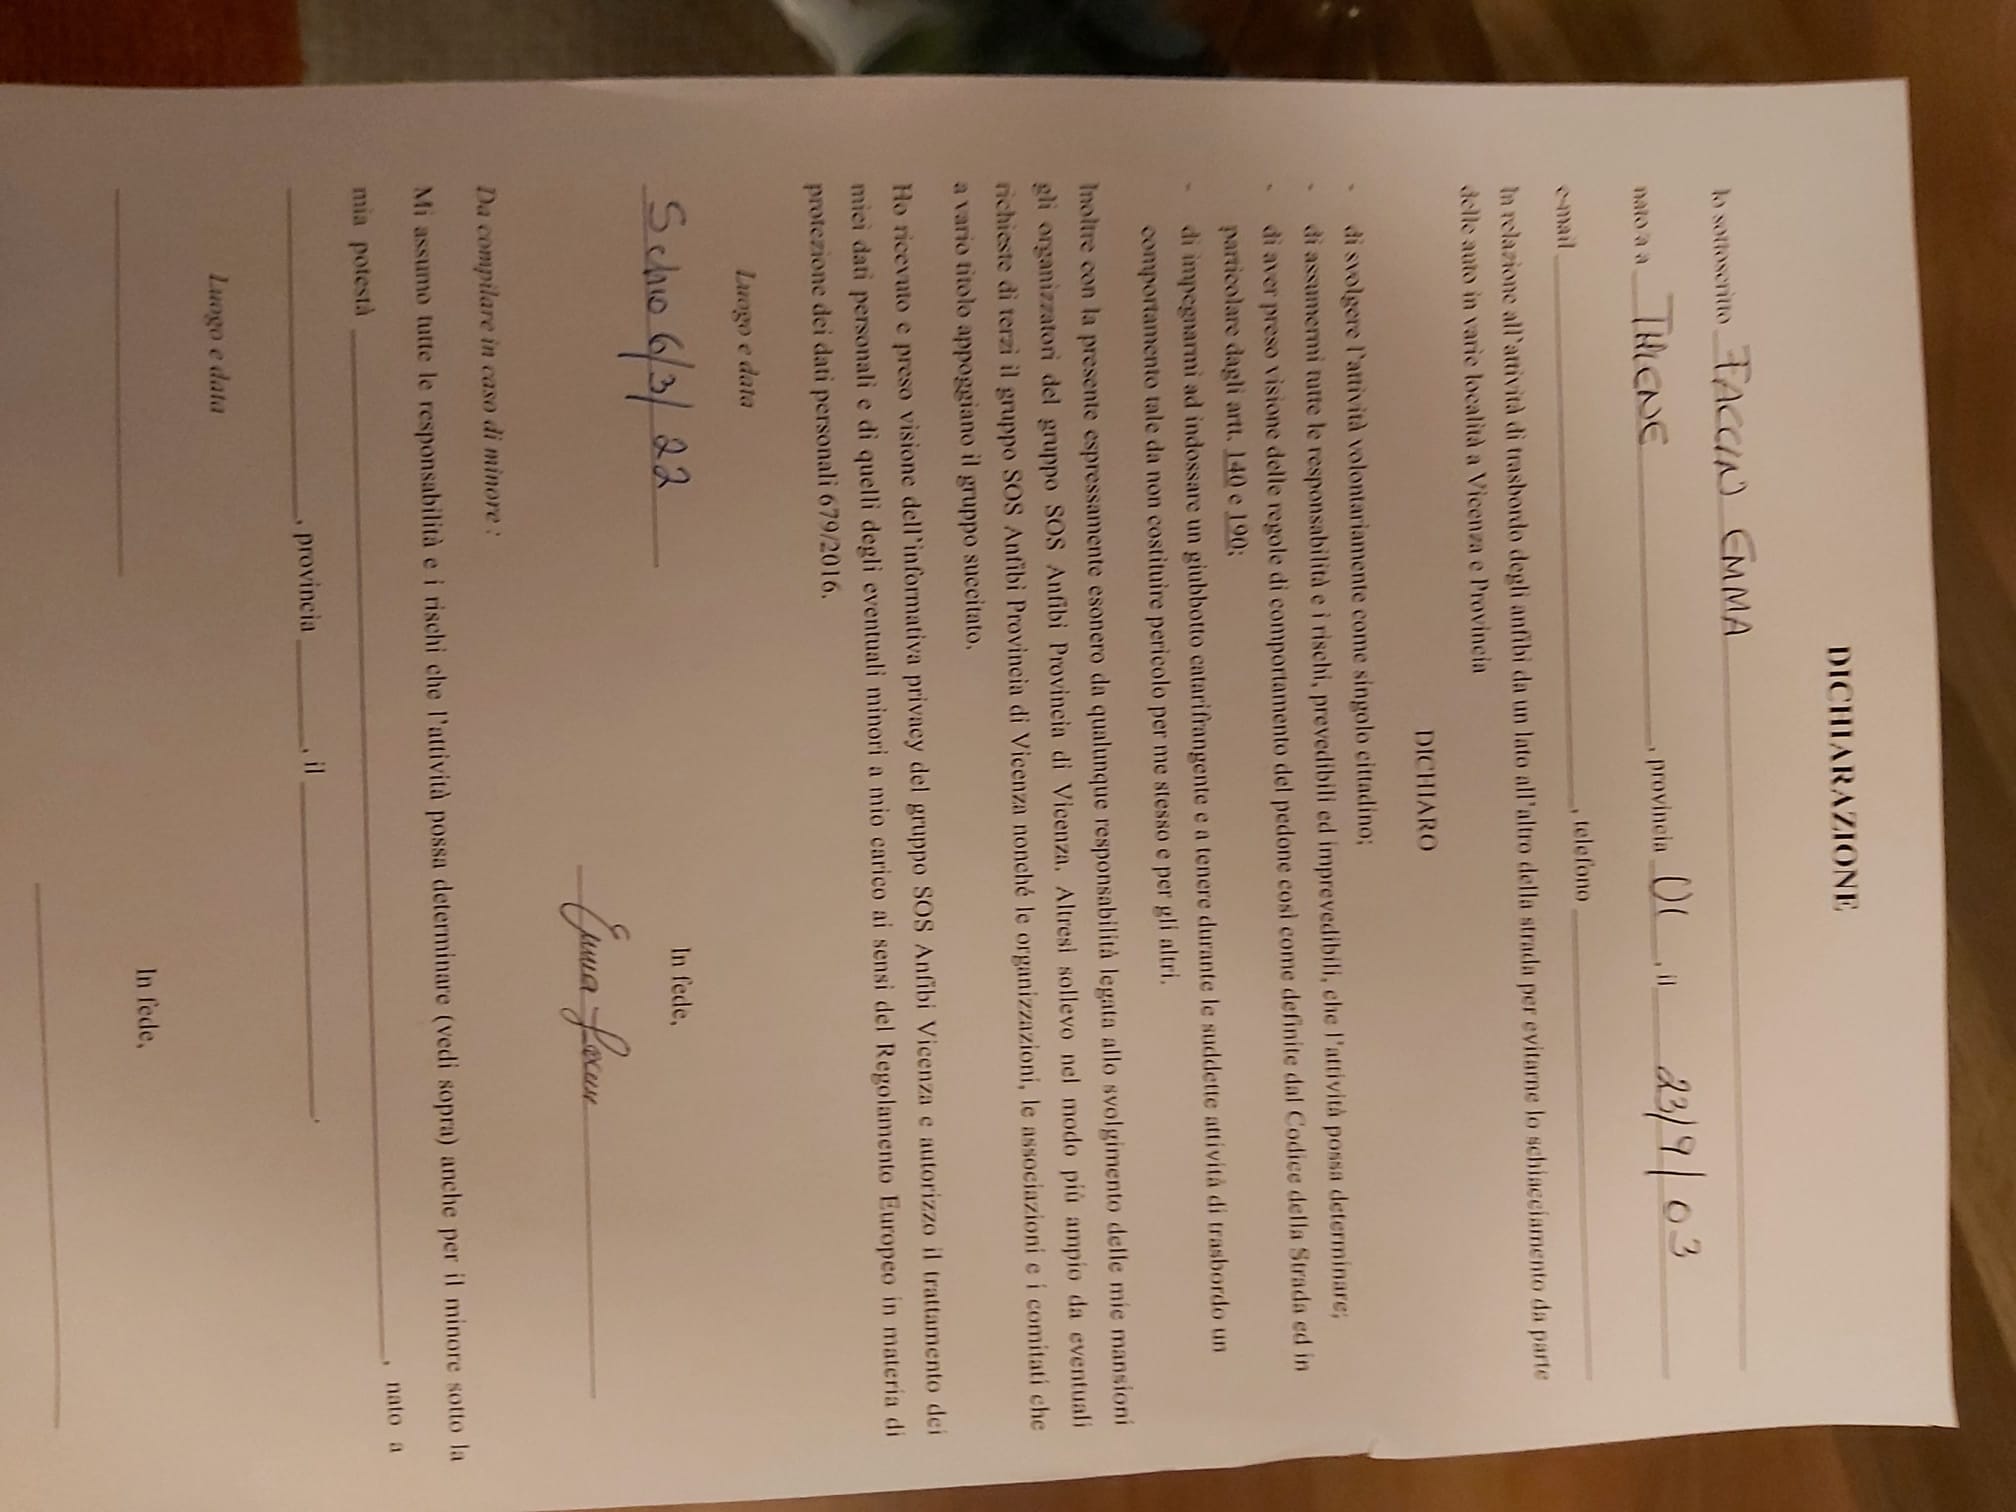 DICHIARAZIONE
Io sottoscritto FACCIN EMMA
nato a a THIENE, provincia VI, il 23/9/03
e-mail, telefono
In relazione all'attività di trasbordo degli anfibi da un lato all'altro della strada per evitarne lo schiacciamento da parte
delle auto in varie località a Vicenza e Provincia
DICHIARO
- di svolgere l'attività volontariamente come singolo cittadino;
- di assumermi tutte le responsabilità e i rischi, prevedibili ed imprevedibili, che l'attività possa determinare;
- di aver preso visione delle regole di comportamento del pedone così come definite dal Codice della Strada ed in
particolare dagli artt. 140 e 190;
- di impegnarmi ad indossare un giubbotto catarifrangente e a tenere durante le suddette attività di trasbordo un
comportamento tale da non costituire pericolo per me stesso e per gli altri.
Inoltre con la presente espressamente esonero da qualunque responsabilità legata allo svolgimento delle mie mansioni
gli organizzatori del gruppo SOS Anfibi Provincia di Vicenza. Altresì sollevo nel modo più ampio da eventuali
richieste di terzi il gruppo SOS Anfibi Provincia di Vicenza nonché le organizzazioni, le associazioni e i comitati che
a vario titolo appoggiano il gruppo succitato.
Ho ricevuto e preso visione dell'informativa privacy del gruppo SOS Anfibi Vicenza e autorizzo il trattamento dei
miei dati personali e di quelli degli eventuali minori a mio carico ai sensi del Regolamento Europeo in materia di
protezione dei dati personali 679/2016.
Luogo e data
In fede,
Schio 6/3/22
Emma Faccin
Da compilare in caso di minore :
Mi assumo tutte le responsabilità e i rischi che l'attività possa determinare (vedi sopra) anche per il minore sotto la
mia potestà, nato a
, provincia, il.
Luogo e data
In fede,